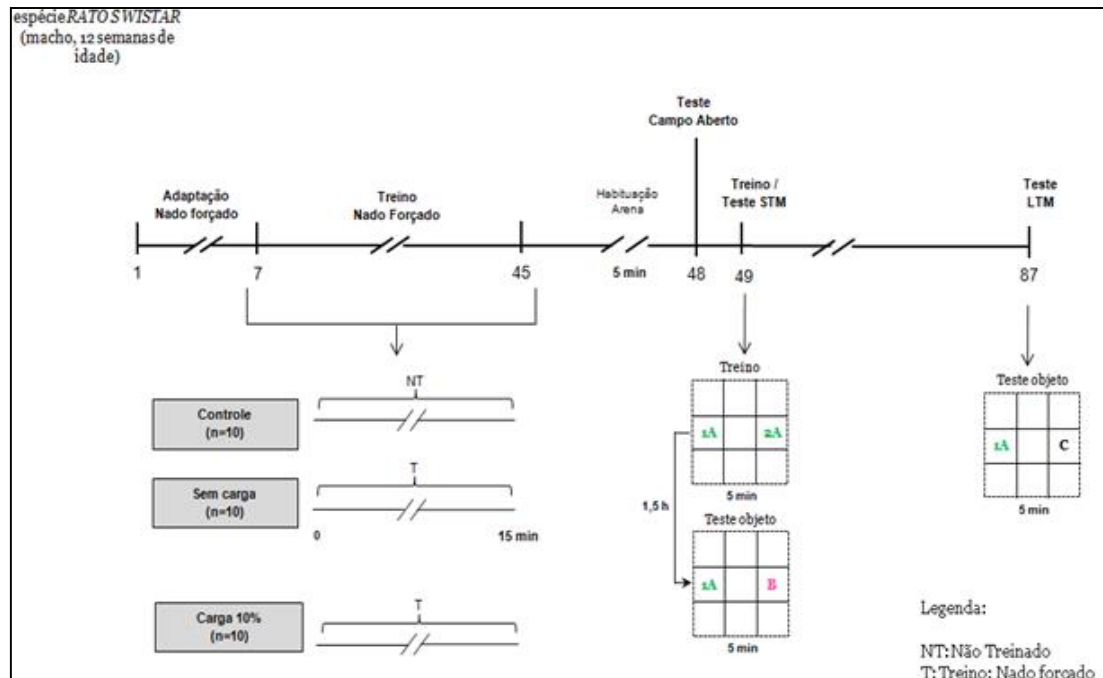 espécie RATO S WISTAR
(macho, 12 semanas de
idade)
Teste
Campo Aberto
Adaptação
Nado forçado
Treino
Nado Forçado
Habituação
Arena
Treino /
Teste STM
Teste
LTM
1
7
45
5 min
48
49
87
NT
Controle
(n=10)
T
Sem carga
(n=10)
0
15 min
T
Carga 10%
(n=10)
Treino
1A
2A
5 min
1,5 h
Teste objeto
1A
B
5 min
Teste objeto
1A
C
5 min
Legenda:
NT: Não Treinado
T: Treino: Nado forçado